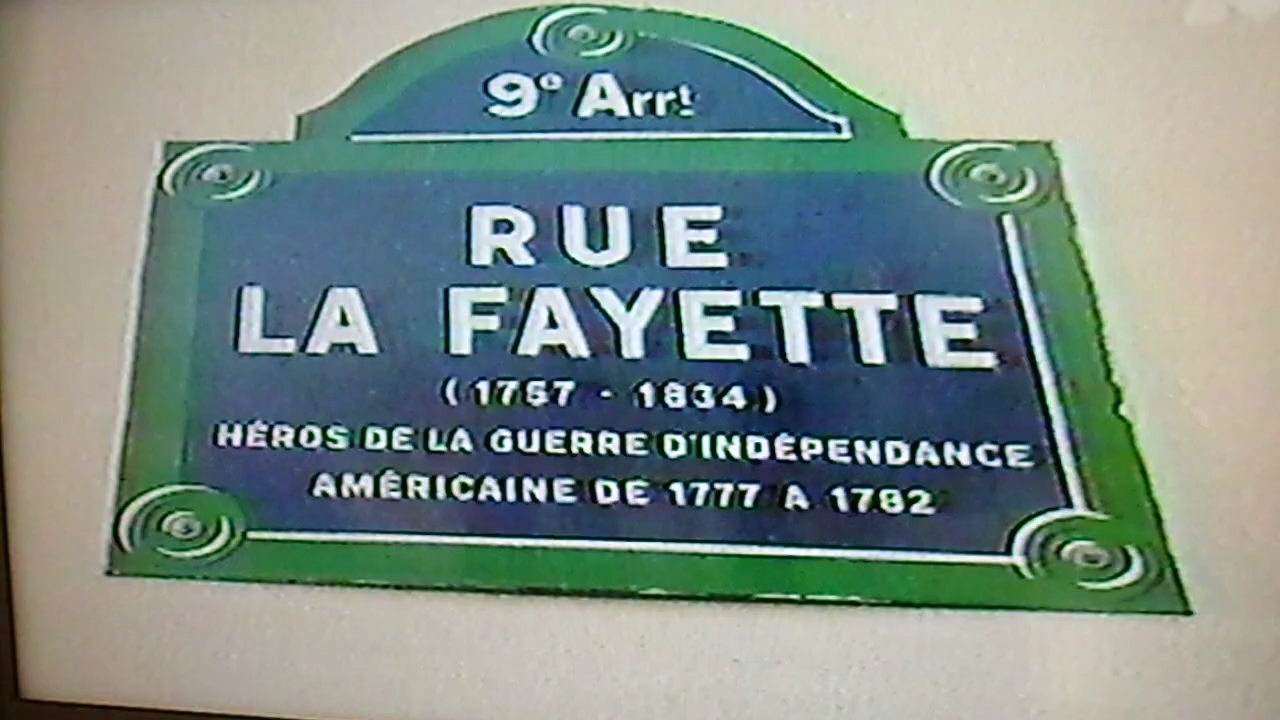 9e Arrt
RUE
LA FAYETTE
(1757 - 1834)
HÉROS DE LA GUERRE D'INDÉPENDANCE
AMÉRICAINE DE 1777 A 1782